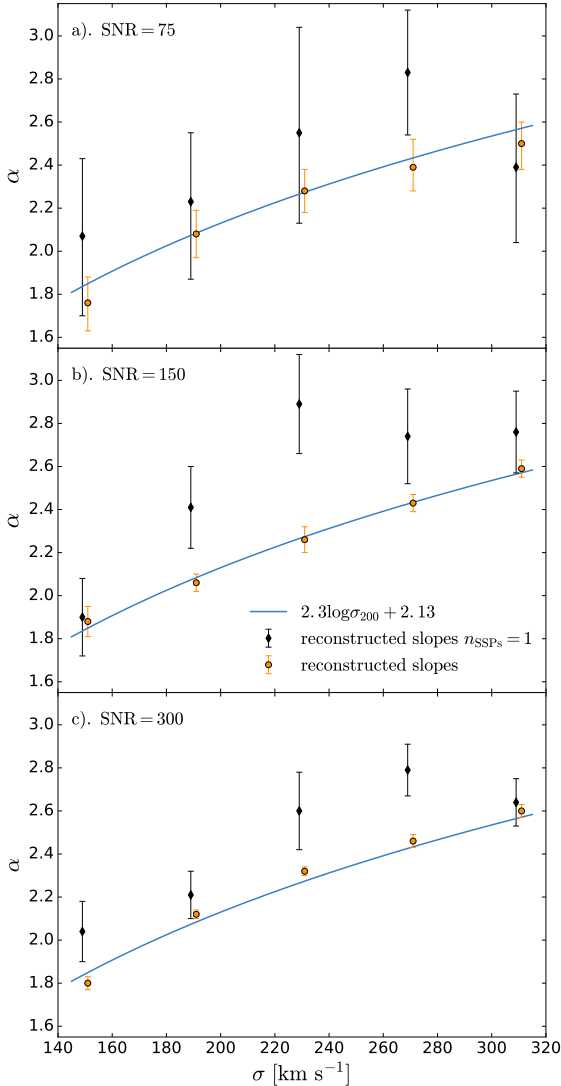 3.0
2.8
2.6
2.4
2.2
2.0
1.8
1.6
α
a). SNR = 75
3.0
2.8
2.6
2.4
2.2
2.0
1.8
1.6
α
b). SNR = 150
2.3logσ₂₀₀ + 2.13
reconstructed slopes n_SSPs = 1
reconstructed slopes
3.0
2.8
2.6
2.4
2.2
2.0
1.8
1.6
α
c). SNR = 300
140 160 180 200 220 240 260 280 300 320
σ [km s⁻¹]